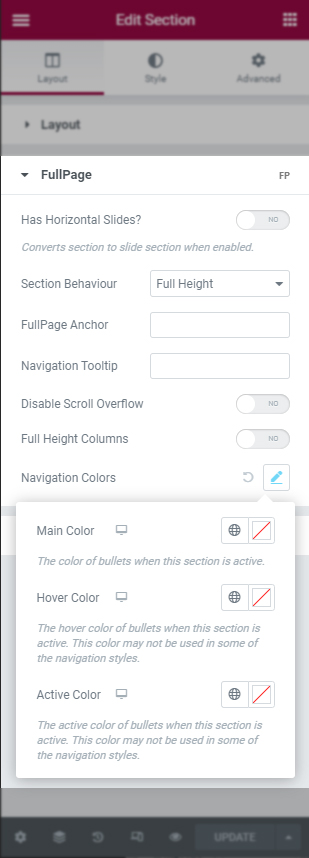 Edit Section
Layout
Style
Advanced
Layout
FullPage
FP
Has Horizontal Slides?
NO
Converts section to slide section when enabled.
Section Behaviour
Full Height
FullPage Anchor
Navigation Tooltip
Disable Scroll Overflow
NO
Full Height Columns
NO
Navigation Colors
Main Color
The color of bullets when this section is active.
Hover Color
The hover color of bullets when this section is
active. This color may not be used in some of
the navigation styles.
Active Color
The active color of bullets when this section is
active. This color may not be used in some of
the navigation styles.
UPDATE